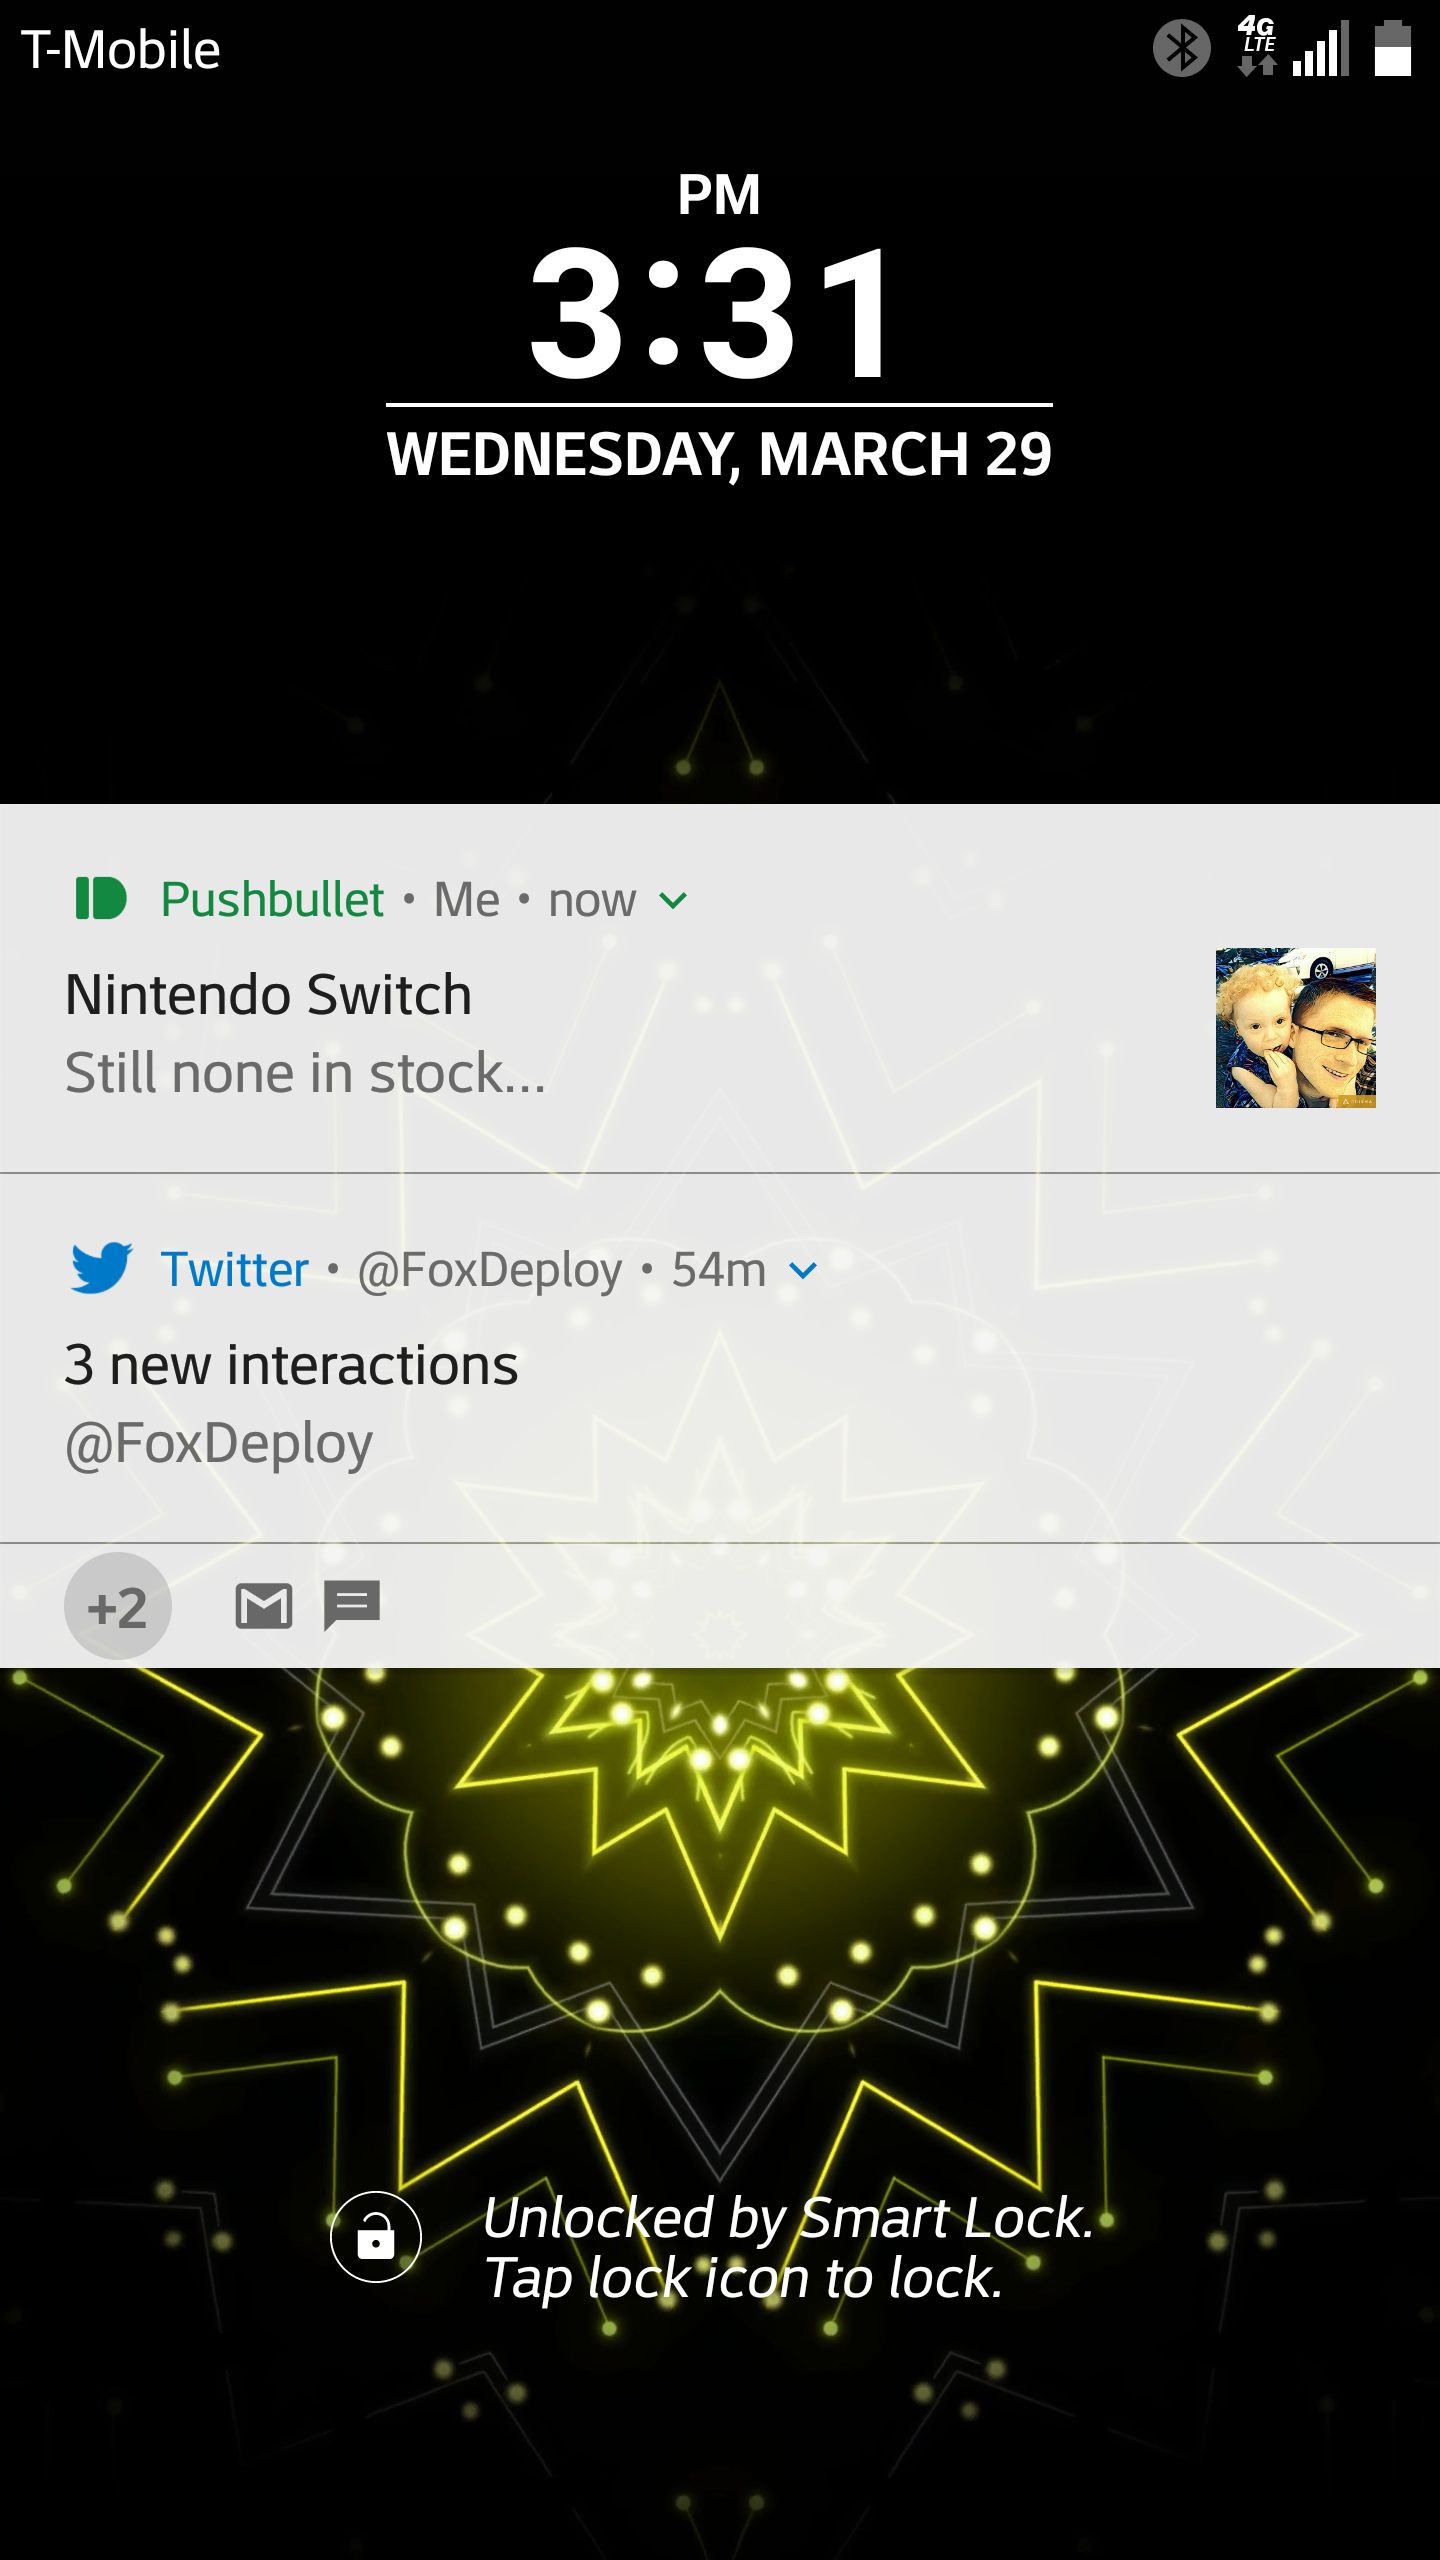 T-Mobile
4G
LTE
PM
3:31
WEDNESDAY, MARCH 29
Pushbullet • Me • now
Nintendo Switch
Still none in stock...
Twitter • @FoxDeploy • 54m
3 new interactions
@FoxDeploy
+2
Unlocked by Smart Lock.
Tap lock icon to lock.